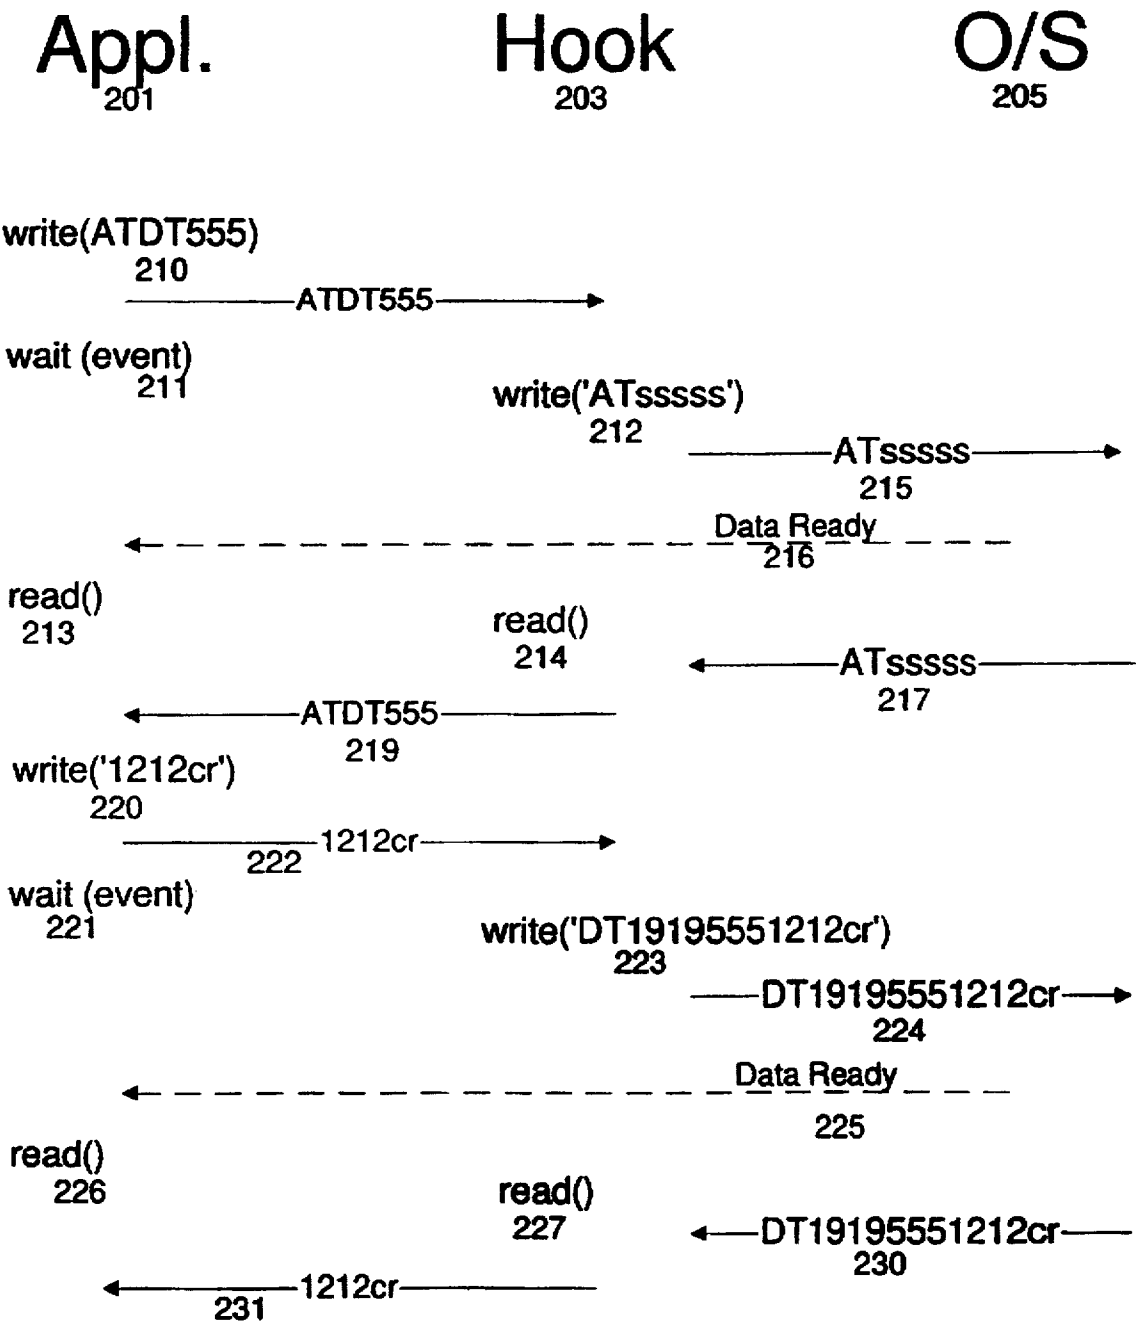 Appl. Hook O/S
201 203 205
write(ATDT555)
210
ATDT555
wait (event)
211
write('ATsssss')
212
ATsssss
215
Data Ready
216
read()
213
read()
214
ATsssss
217
ATDT555
219
write('1212cr')
220
1212cr
222
wait (event)
221
write('DT19195551212cr')
223
DT19195551212cr
224
Data Ready
225
read()
226
read()
227
DT19195551212cr
230
1212cr
231